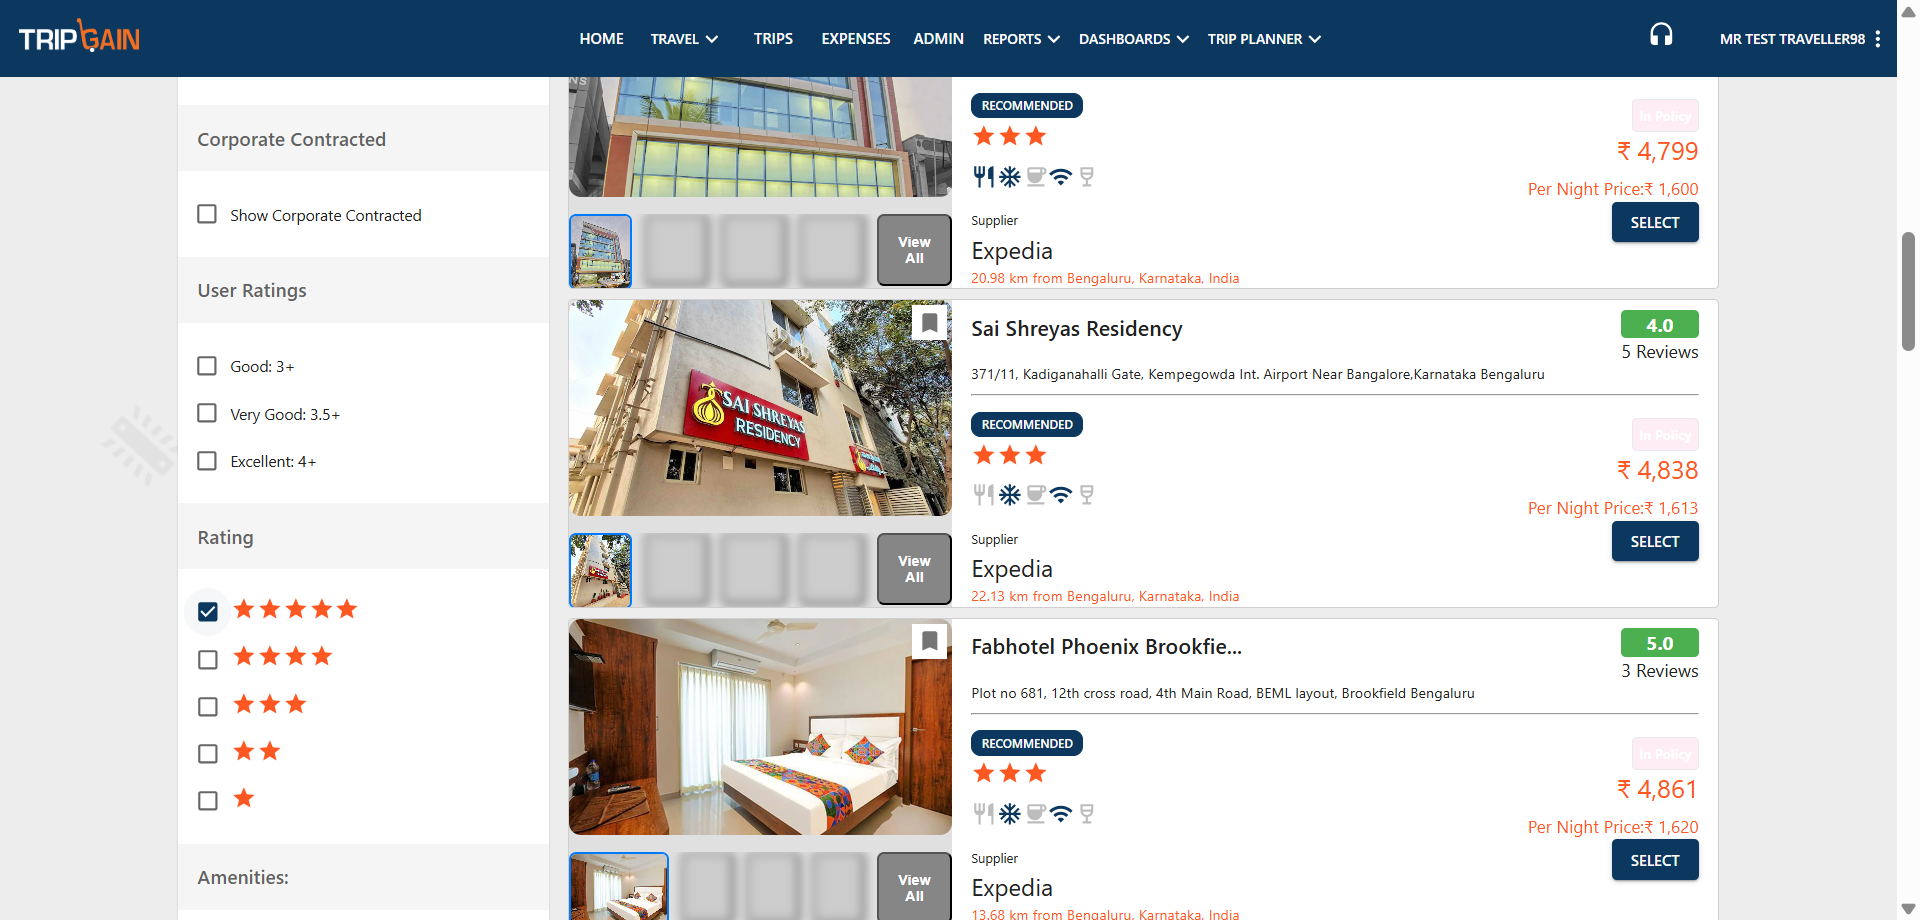 TRIPGAIN
HOME
TRAVEL
TRIPS
EXPENSES
ADMIN
REPORTS
DASHBOARDS
TRIP PLANNER
MR TEST TRAVELLER98
Corporate Contracted
Show Corporate Contracted
User Ratings
Good: 3+
Very Good: 3.5+
Excellent: 4+
Rating
Amenities:
RECOMMENDED
In Policy
₹ 4,799
Per Night Price:₹ 1,600
SELECT
View
All
Supplier
Expedia
20.98 km from Bengaluru, Karnataka, India
SAI SHREYAS
RESIDENCY
Sai Shreyas Residency
4.0
5 Reviews
371/11, Kadiganahalli Gate, Kempegowda Int. Airport Near Bangalore,Karnataka Bengaluru
RECOMMENDED
In Policy
₹ 4,838
Per Night Price:₹ 1,613
SELECT
View
All
Supplier
Expedia
22.13 km from Bengaluru, Karnataka, India
Fabhotel Phoenix Brookfie...
5.0
3 Reviews
Plot no 681, 12th cross road, 4th Main Road, BEML layout, Brookfield Bengaluru
RECOMMENDED
In Policy
₹ 4,861
Per Night Price:₹ 1,620
SELECT
View
All
Supplier
Expedia
13.68 km from Bengaluru, Karnataka, India